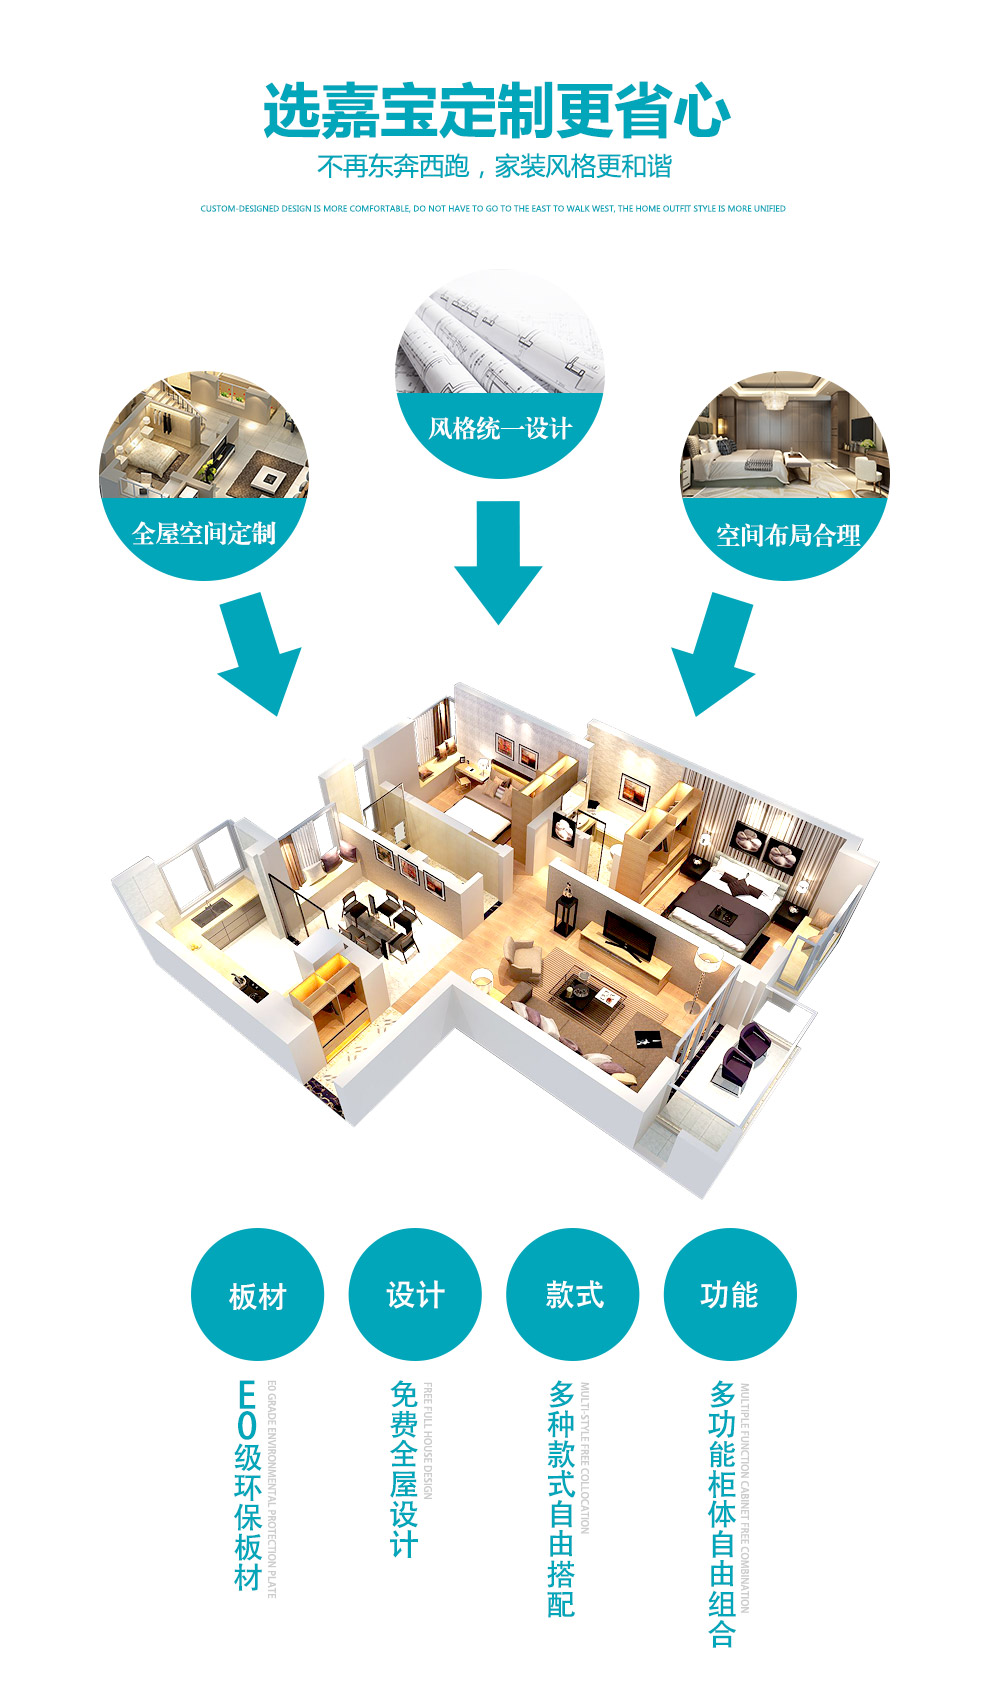 选嘉宝定制更省心
不再东奔西跑，家装风格更和谐
CUSTOM-DESIGNED DESIGN IS MORE COMFORTABLE, DO NOT HAVE TO GO TO THE EAST TO WALK WEST, THE HOME OUTFIT STYLE IS MORE UNIFIED
风格统一设计
全屋空间定制
空间布局合理
板材
设计
款式
功能
E0级环保板材
E0 GRADE ENVIRONMENTAL PROTECTION PLATE
免费全屋设计
FREE FULL HOUSE DESIGN
多种款式自由搭配
MULTI-STYLE FREE COLLOCATION
多功能柜体自由组合
MULTIPLE FUNCTION CABINET FREE COMBINATION